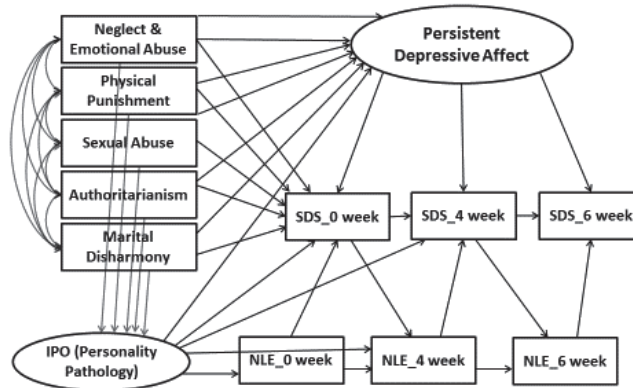 Neglect &
Emotional Abuse
Persistent
Depressive Affect
Physical
Punishment
Sexual Abuse
Authoritarianism
Marital
Disharmony
SDS_0 week
SDS_4 week
SDS_6 week
IPO (Personality
Pathology)
NLE_0 week
NLE_4 week
NLE_6 week